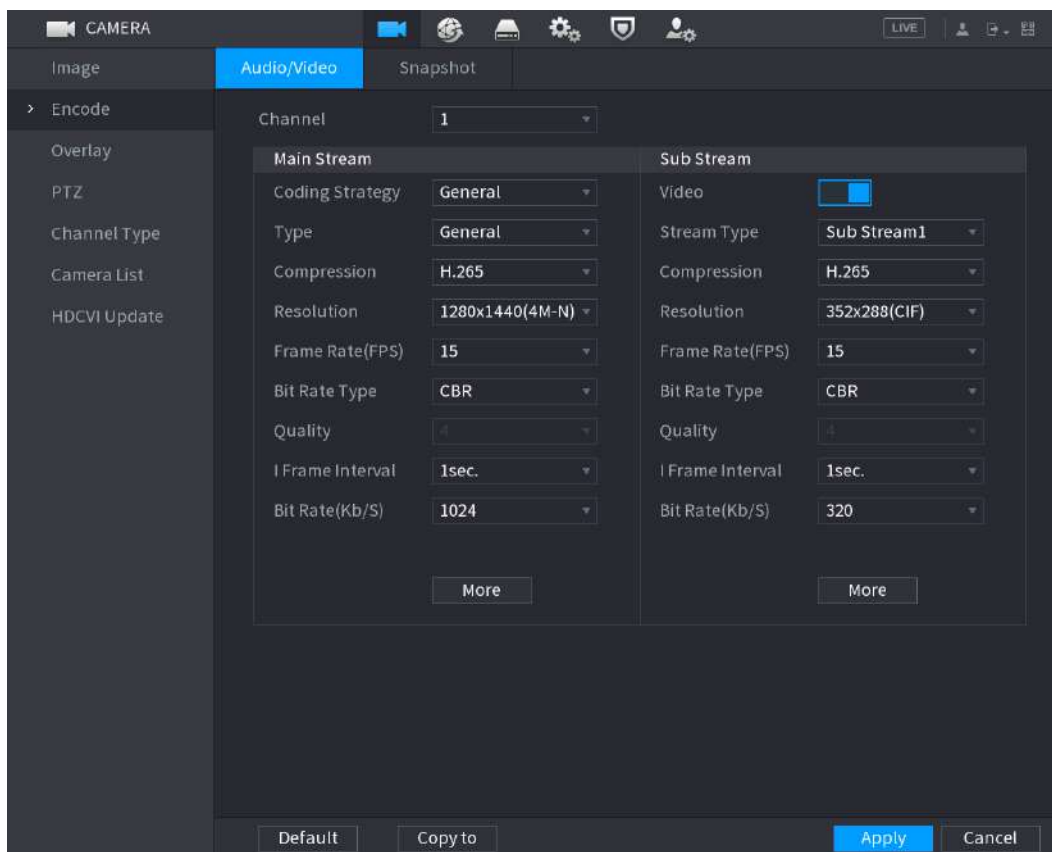 CAMERA LIVE
Image Audio/Video Snapshot
Encode Channel 1
Overlay
Main Stream Sub Stream
PTZ Coding Strategy General Video
Channel Type Type General Stream Type Sub Stream1
Camera List Compression H.265 Compression H.265
HDCVI Update Resolution 1280x1440(4M-N) Resolution 352x288(CIF)
Frame Rate(FPS) 15 Frame Rate(FPS) 15
Bit Rate Type CBR Bit Rate Type CBR
Quality 4 Quality 4
I Frame Interval 1sec. I Frame Interval 1sec.
Bit Rate(Kb/S) 1024 Bit Rate(Kb/S) 320
More More
Default Copy to Apply Cancel